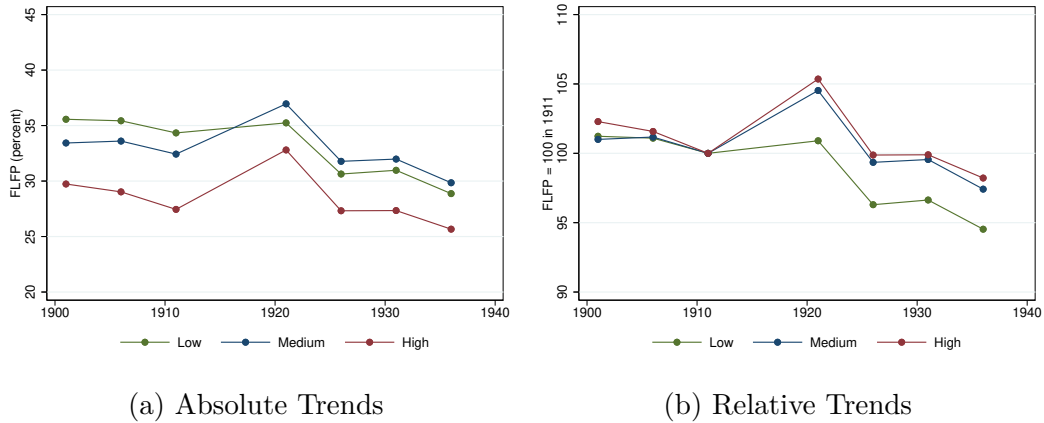 FLFP (percent)
45
40
35
30
25
20
1900 1910 1920 1930 1940
Low Medium High
(a) Absolute Trends
FLFP = 100 in 1911
110
105
100
95
90
1900 1910 1920 1930 1940
Low Medium High
(b) Relative Trends